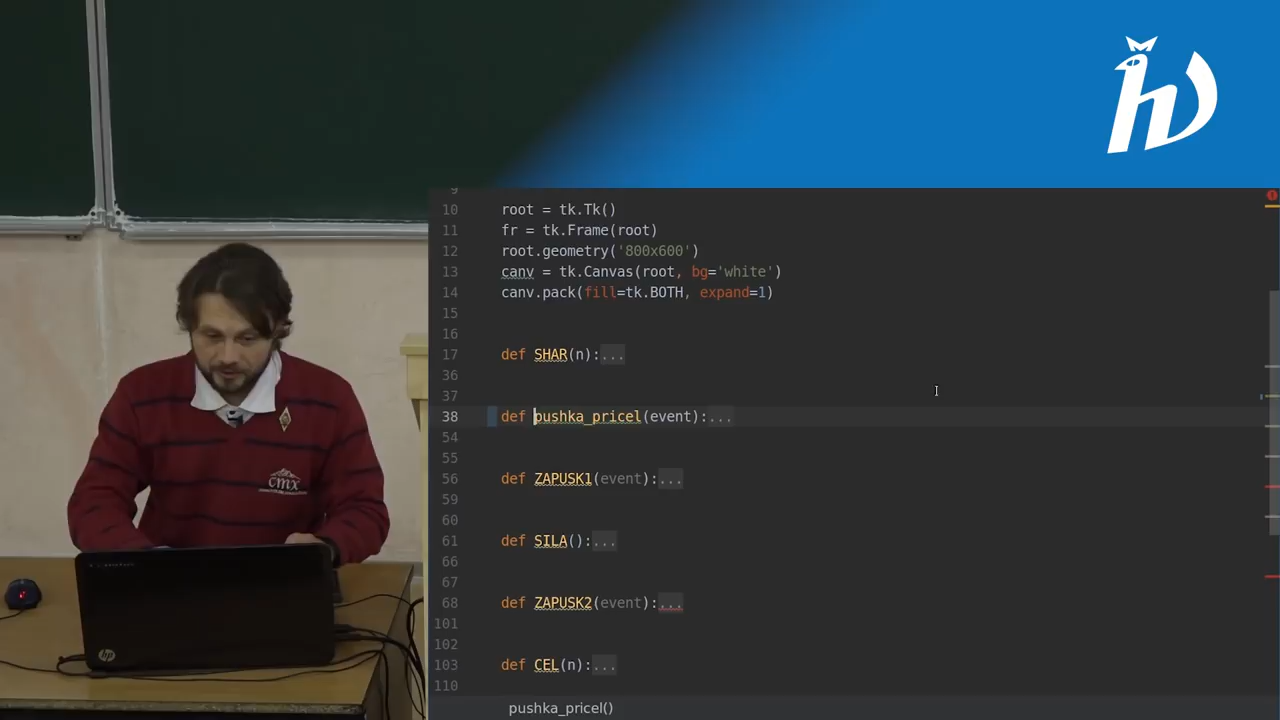 9
10 root = tk.Tk()
11 fr = tk.Frame(root)
12 root.geometry('800x600')
13 canv = tk.Canvas(root, bg='white')
14 canv.pack(fill=tk.BOTH, expand=1)
15
16
17 def SHAR(n):...
36
37
38 def pushka_pricel(event):...
54
55
56 def ZAPUSK1(event):...
59
60
61 def SILA():...
66
67
68 def ZAPUSK2(event):...
101
102
103 def CEL(n):...
110
pushka_pricel()
cmx
hp